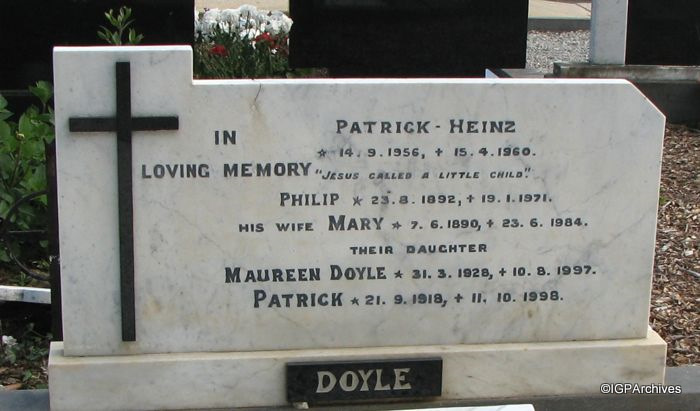 IN
LOVING MEMORY
PATRICK - HEINZ
★ 14. 9. 1956, + 15. 4. 1960.
"JESUS CALLED A LITTLE CHILD".
PHILIP ★ 23. 8. 1892, + 19. 1. 1971.
HIS WIFE MARY ★ 7. 6. 1890, + 23. 6. 1984.
THEIR DAUGHTER
MAUREEN DOYLE ★ 31. 3. 1928, + 10. 8. 1997.
PATRICK ★ 21. 9. 1918, + 11. 10. 1998.
DOYLE
©IGPArchives